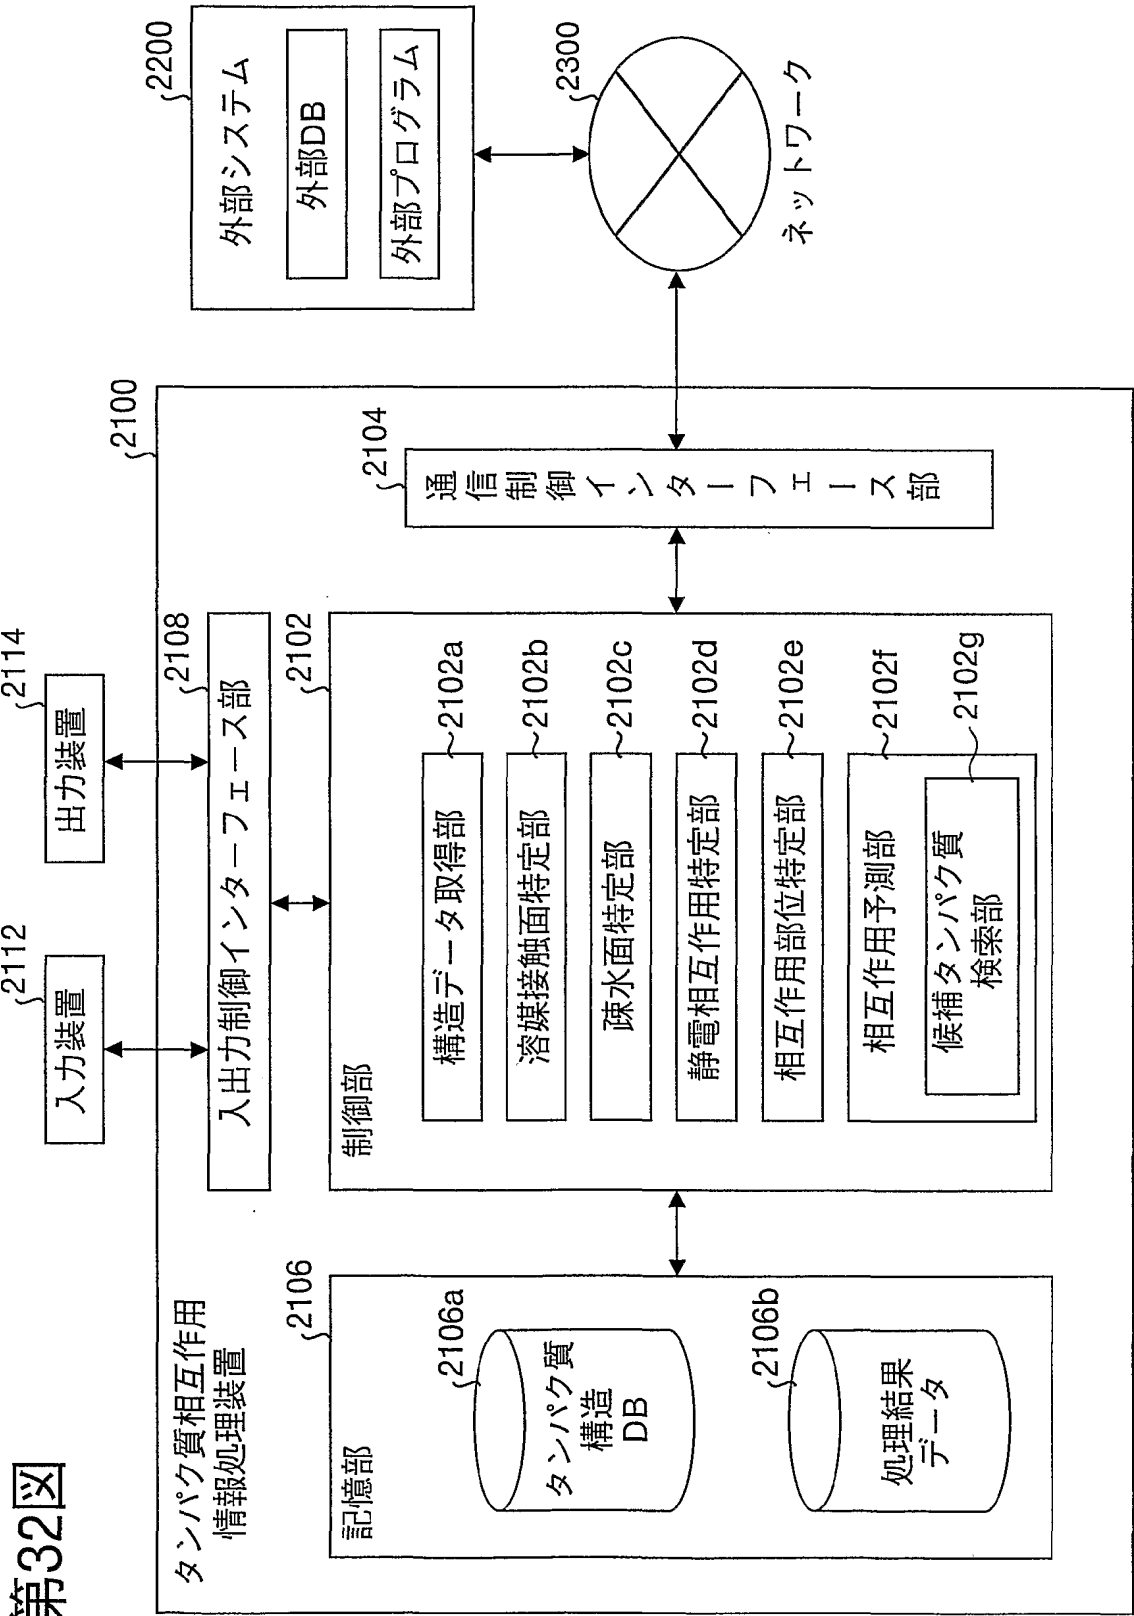 第32図
2112
入力装置
2114
出力装置
2100
タンパク質相互作用
情報処理装置
2108
入出力制御インターフェース部
2106
記憶部
2106a
タンパク質
構造
DB
2106b
処理結果
データ
2102
制御部
構造データ取得部
2102a
溶媒接触面特定部
2102b
疎水面特定部
2102c
静電相互作用特定部
2102d
相互作用部位特定部
2102e
相互作用予測部
2102f
候補タンパク質
検索部
2102g
2104
通信制御インターフェース部
2200
外部システム
外部DB
外部プログラム
2300
ネットワーク